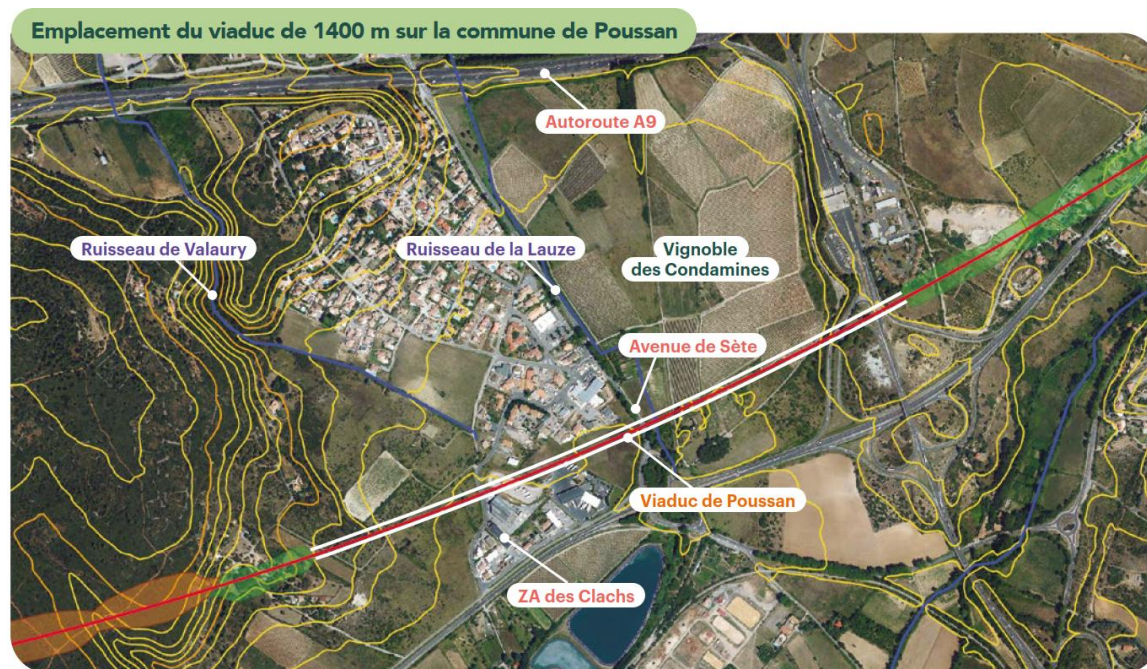 Emplacement du viaduc de 1400 m sur la commune de Poussan
Autoroute A9
Ruisseau de Valaury
Ruisseau de la Lauze
Vignoble
des Condamines
Avenue de Sète
Viaduc de Poussan
ZA des Clachs